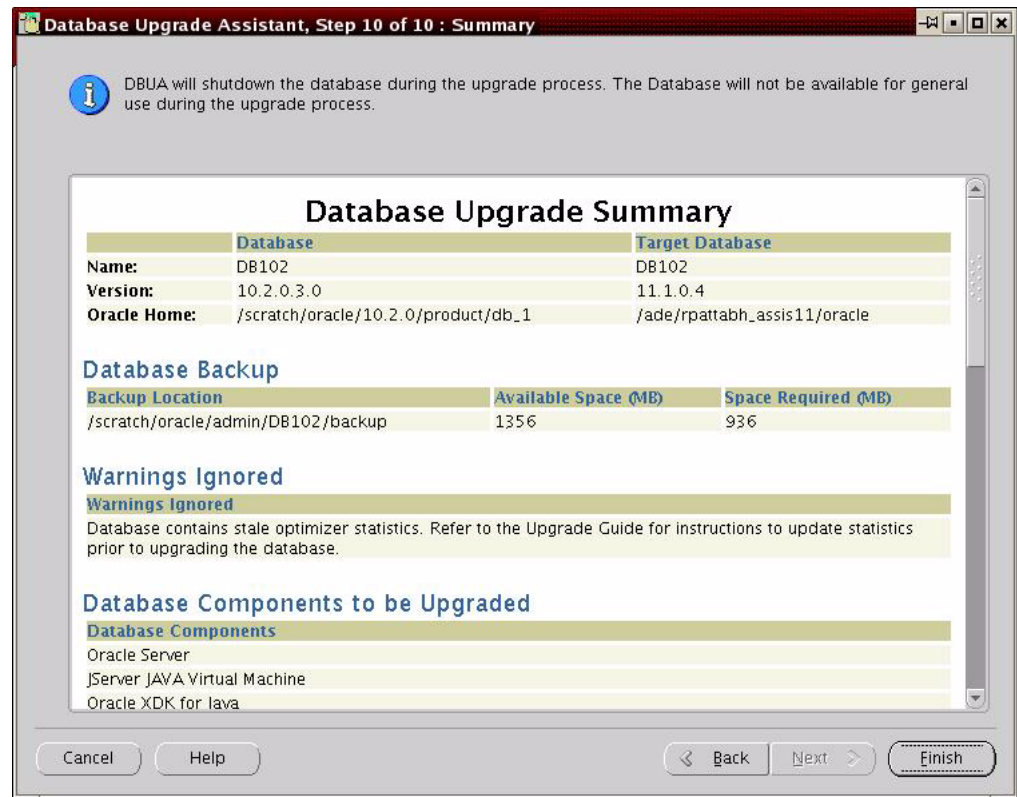 Database Upgrade Assistant, Step 10 of 10 : Summary
DBUA will shutdown the database during the upgrade process. The Database will not be available for general
use during the upgrade process.
Database Upgrade Summary
Database Target Database
Name: DB102 DB102
Version: 10.2.0.3.0 11.1.0.4
Oracle Home: /scratch/oracle/10.2.0/product/db_1 /ade/rpattabh_assis11/oracle
Database Backup
Backup Location Available Space (MB) Space Required (MB)
/scratch/oracle/admin/DB102/backup 1356 936
Warnings Ignored
Warnings Ignored
Database contains stale optimizer statistics. Refer to the Upgrade Guide for instructions to update statistics
prior to upgrading the database.
Database Components to be Upgraded
Database Components
Oracle Server
JServer JAVA Virtual Machine
Oracle XDK for Java
Cancel Help Back Next Finish